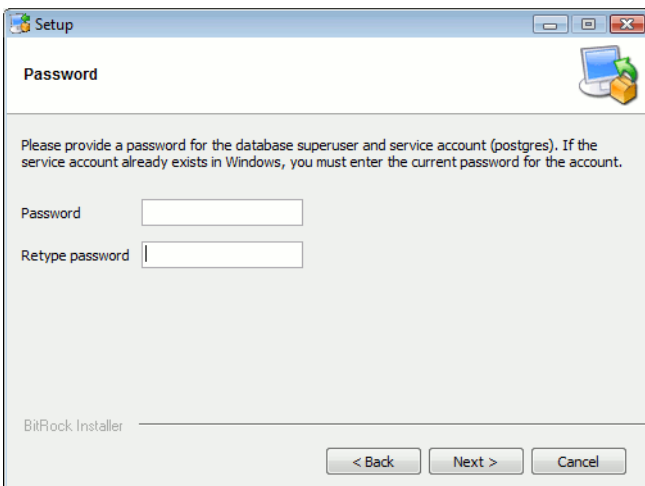 Setup
Password
Please provide a password for the database superuser and service account (postgres). If the
service account already exists in Windows, you must enter the current password for the account.
Password
Retype password
BitRock Installer
< Back Next > Cancel